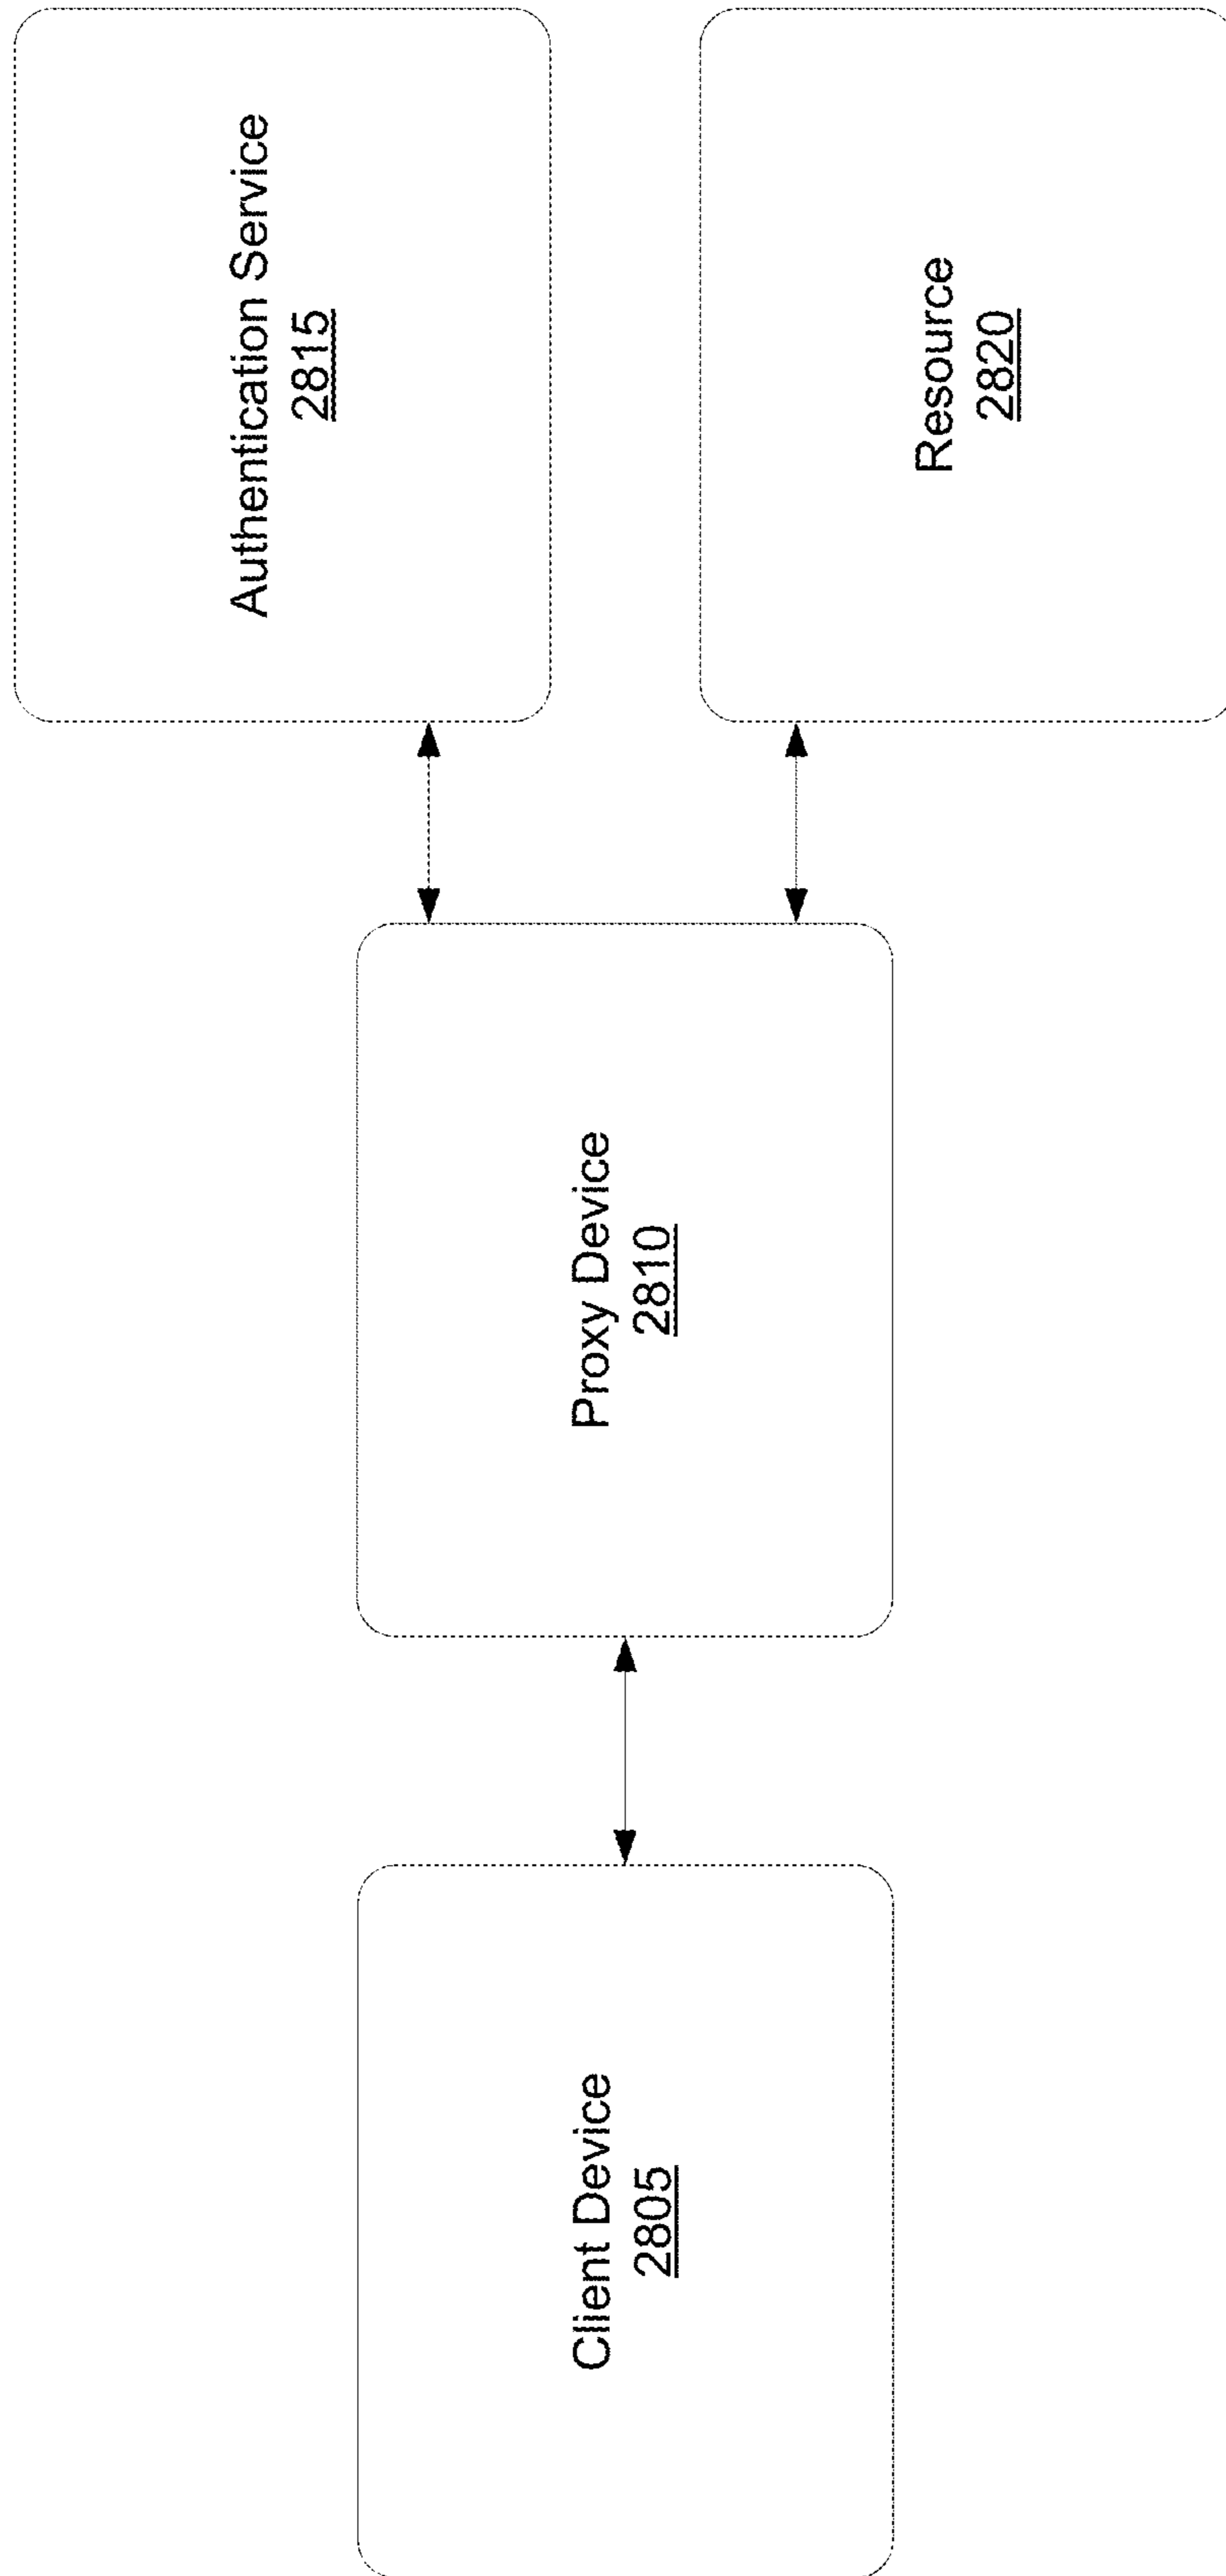 Authentication Service
2815
Resource
2820
Proxy Device
2810
Client Device
2805